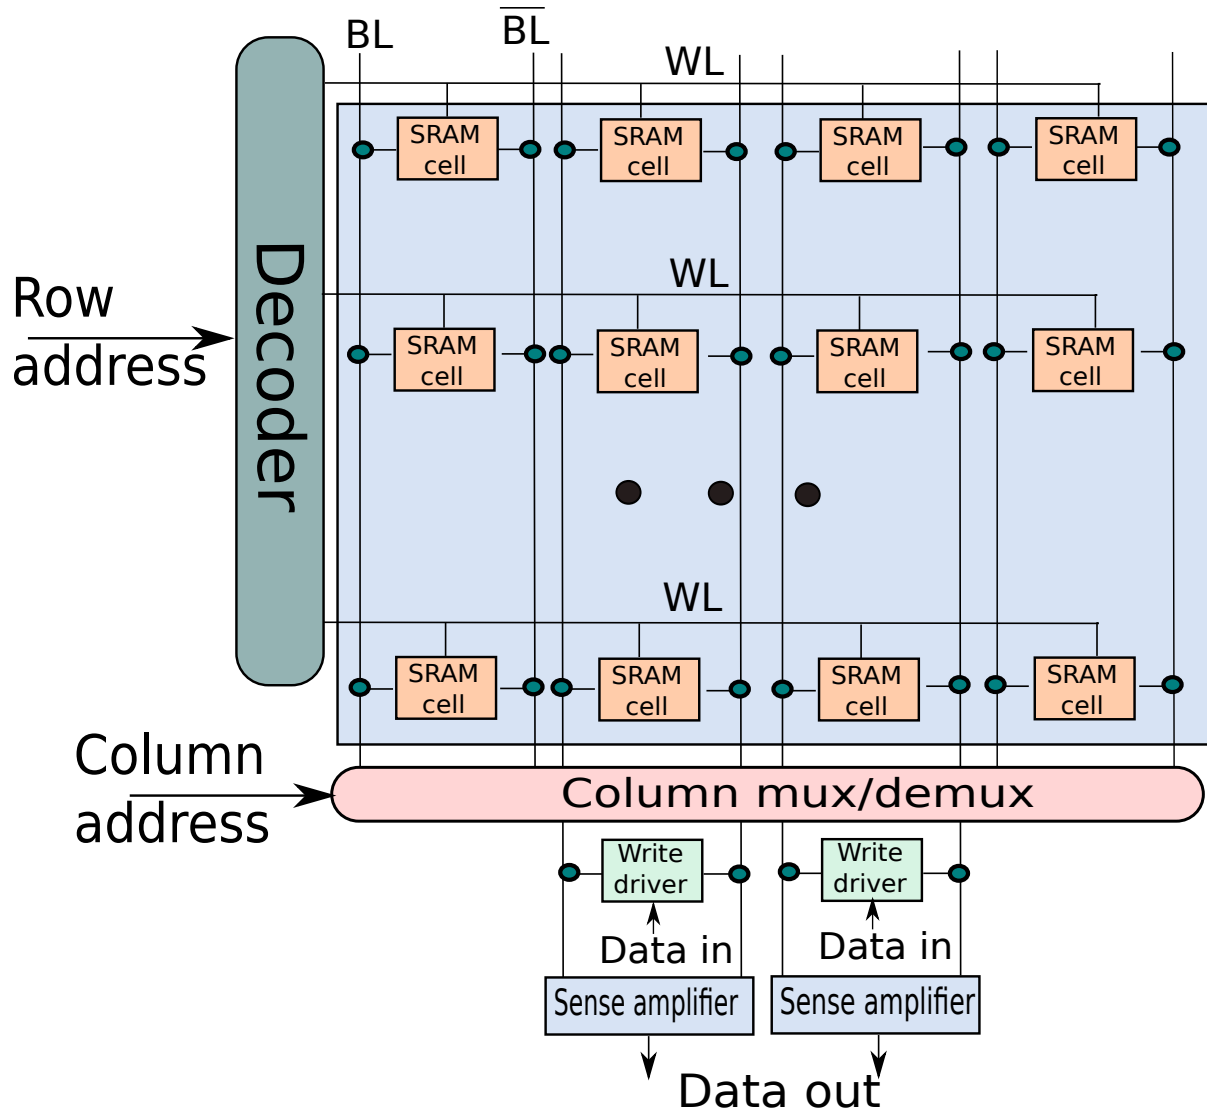 BL
B̅L̅
WL
SRAM
cell
SRAM
cell
SRAM
cell
SRAM
cell
Decoder
Row
address
WL
SRAM
cell
SRAM
cell
SRAM
cell
SRAM
cell
WL
SRAM
cell
SRAM
cell
SRAM
cell
SRAM
cell
Column
address
Column mux/demux
Write
driver
Write
driver
Data in
Data in
Sense amplifier
Sense amplifier
Data out